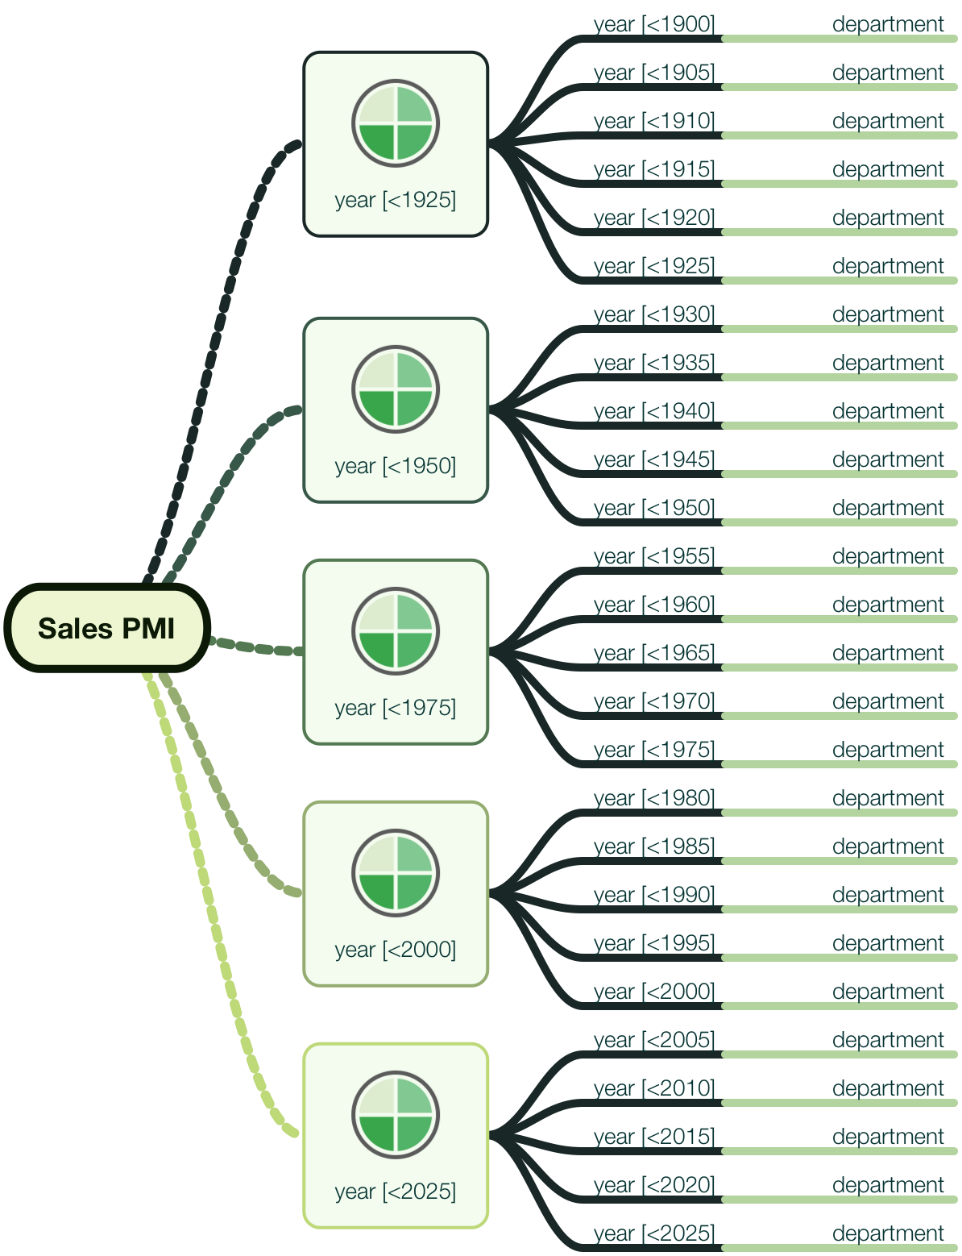 Sales PMI
year [<1925]
year [<1900] department
year [<1905] department
year [<1910] department
year [<1915] department
year [<1920] department
year [<1925] department
year [<1950]
year [<1930] department
year [<1935] department
year [<1940] department
year [<1945] department
year [<1950] department
year [<1975]
year [<1955] department
year [<1960] department
year [<1965] department
year [<1970] department
year [<1975] department
year [<2000]
year [<1980] department
year [<1985] department
year [<1990] department
year [<1995] department
year [<2000] department
year [<2025]
year [<2005] department
year [<2010] department
year [<2015] department
year [<2020] department
year [<2025] department